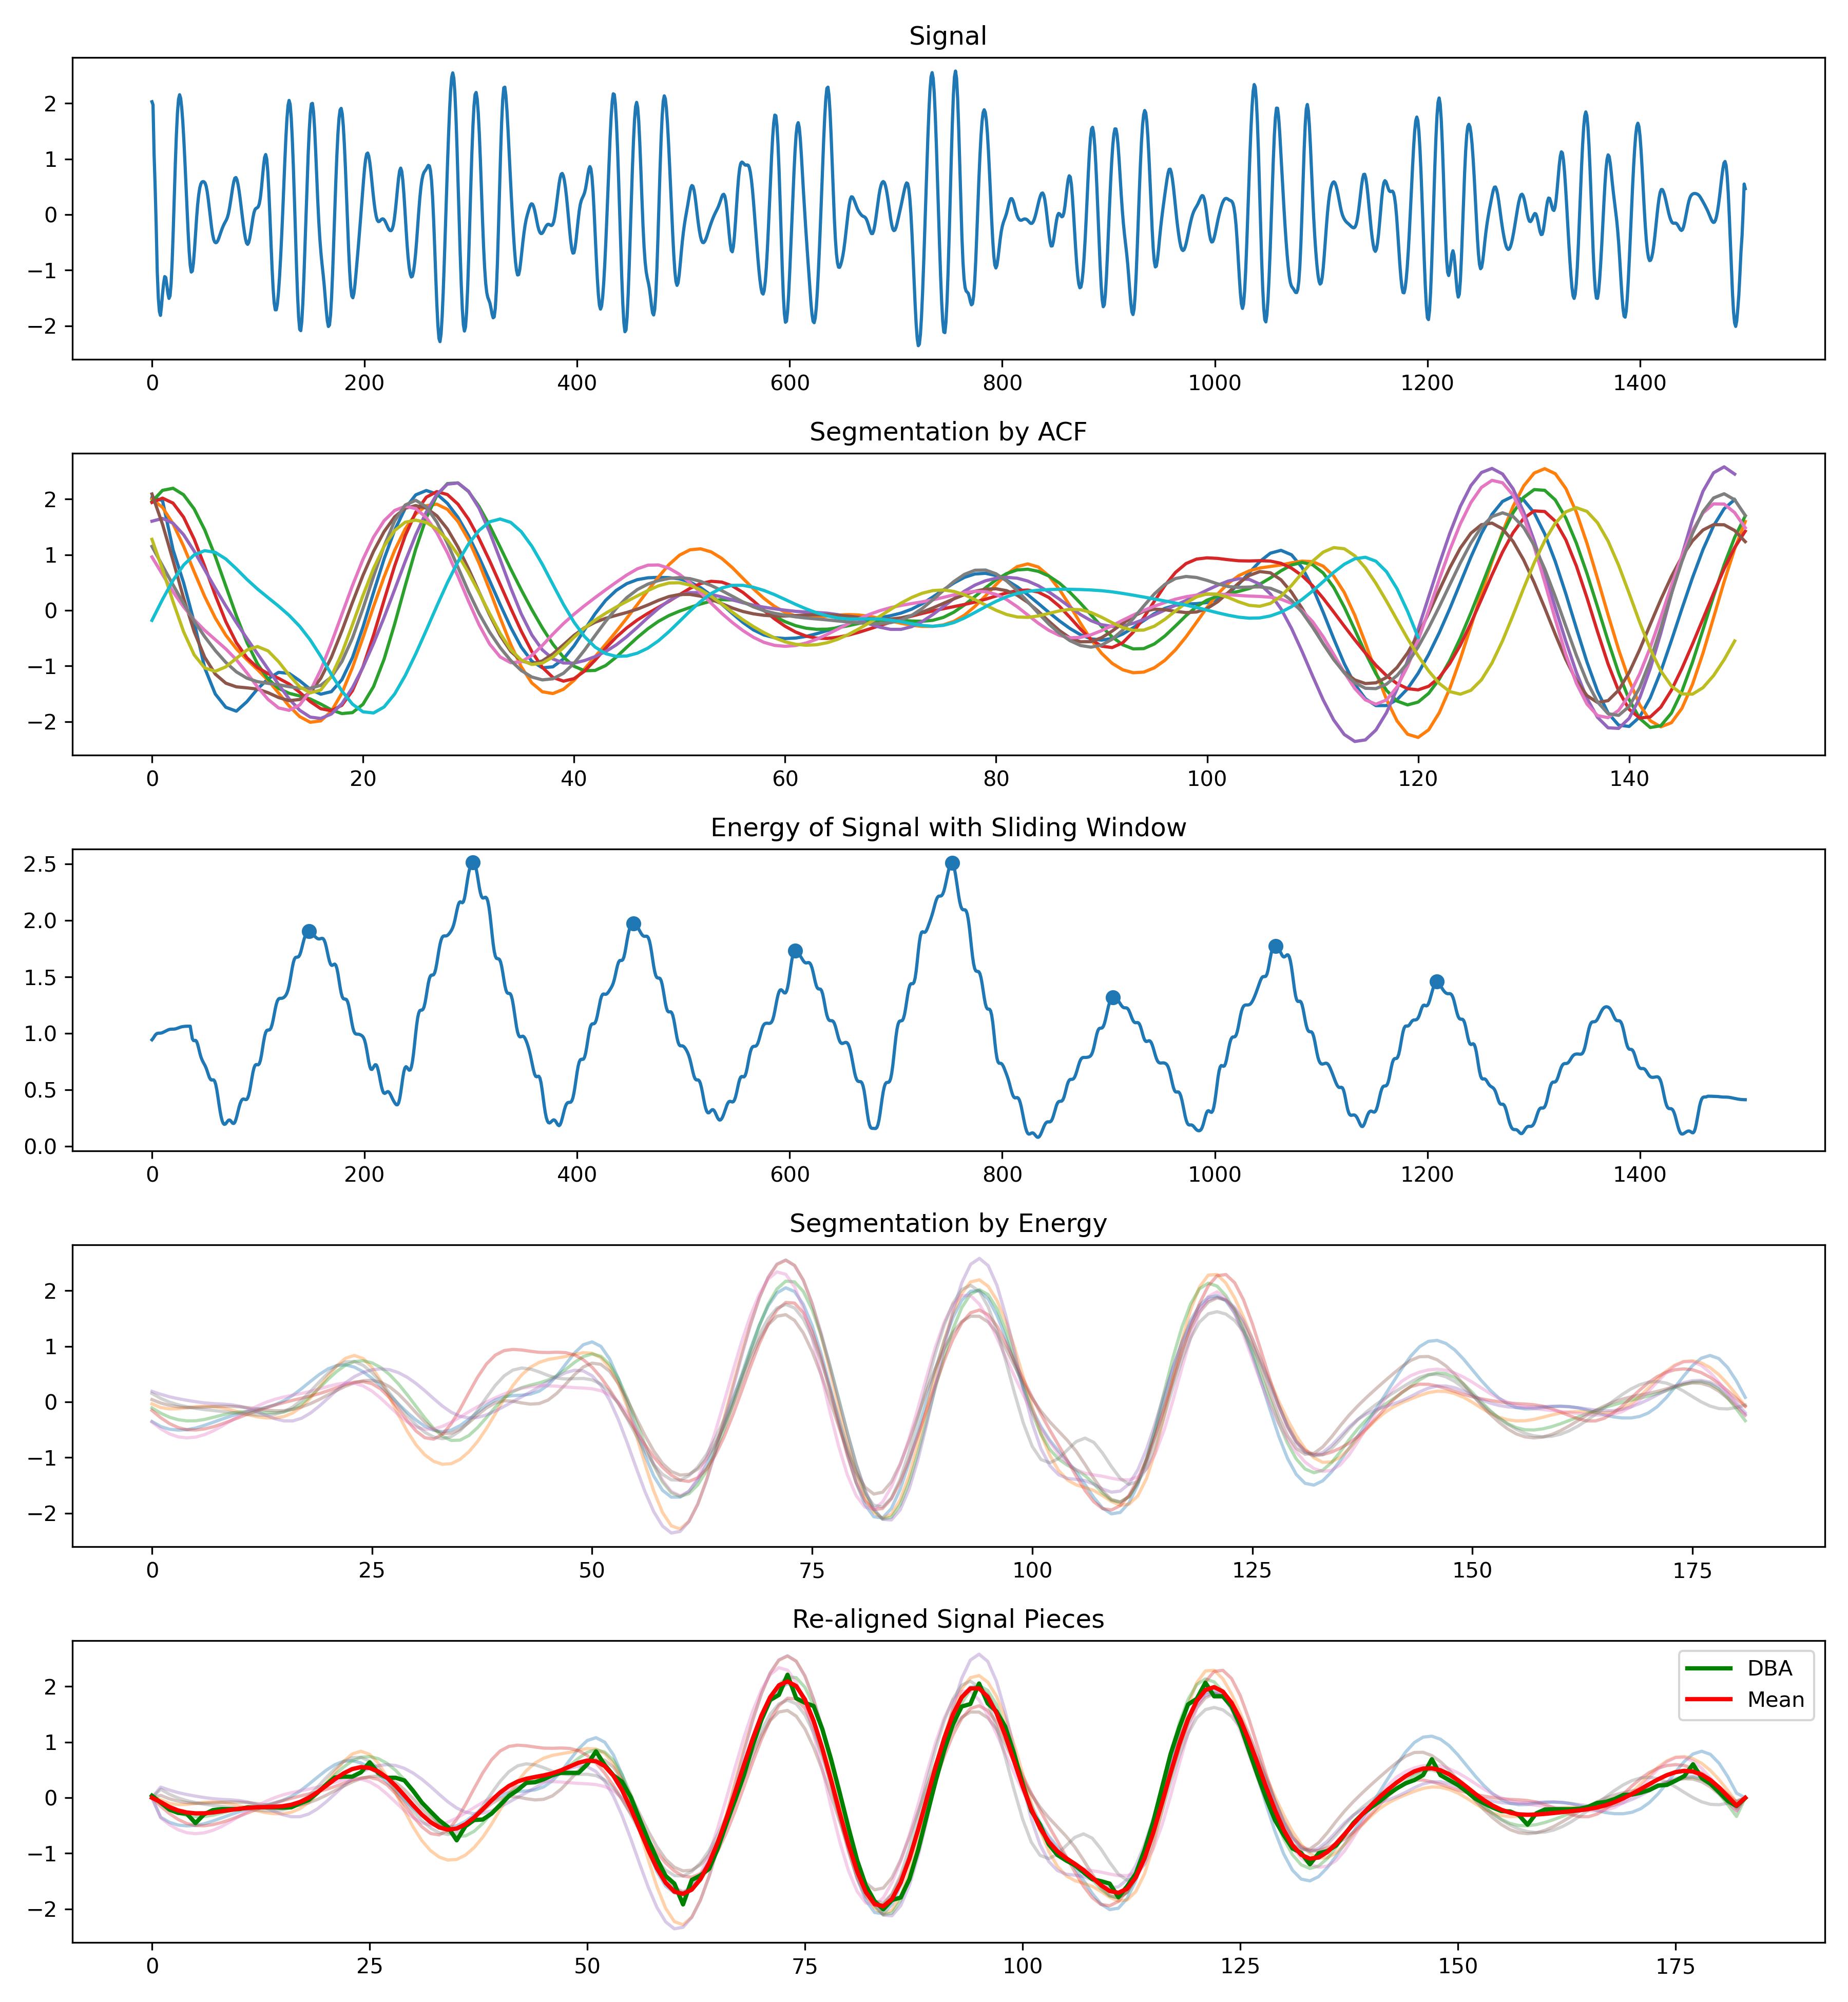 Signal
2
1
0
−1
−2
0 200 400 600 800 1000 1200 1400
Segmentation by ACF
2
1
0
−1
−2
0 20 40 60 80 100 120 140
Energy of Signal with Sliding Window
2.5
2.0
1.5
1.0
0.5
0.0
0 200 400 600 800 1000 1200 1400
Segmentation by Energy
2
1
0
−1
−2
0 25 50 75 100 125 150 175
Re-aligned Signal Pieces
DBA
Mean
2
1
0
−1
−2
0 25 50 75 100 125 150 175